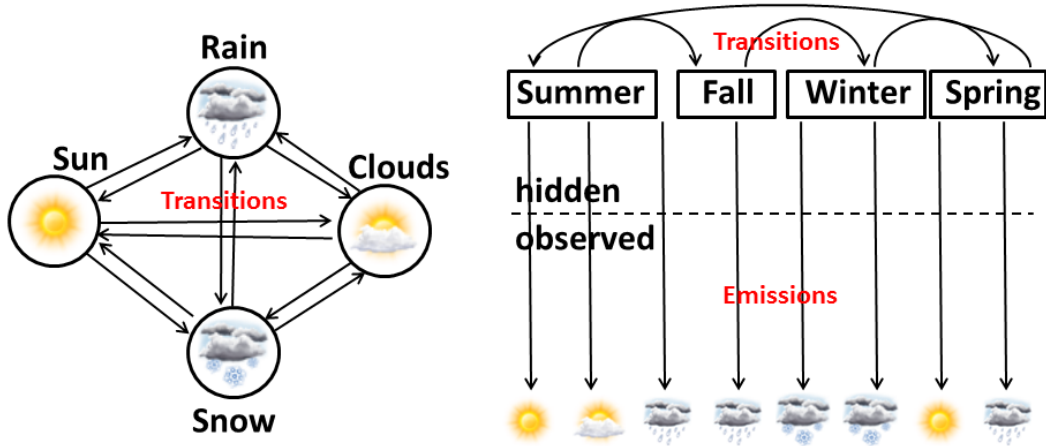 Rain
Sun
Clouds
Transitions
Snow
Transitions
Summer
Fall
Winter
Spring
hidden
observed
Emissions